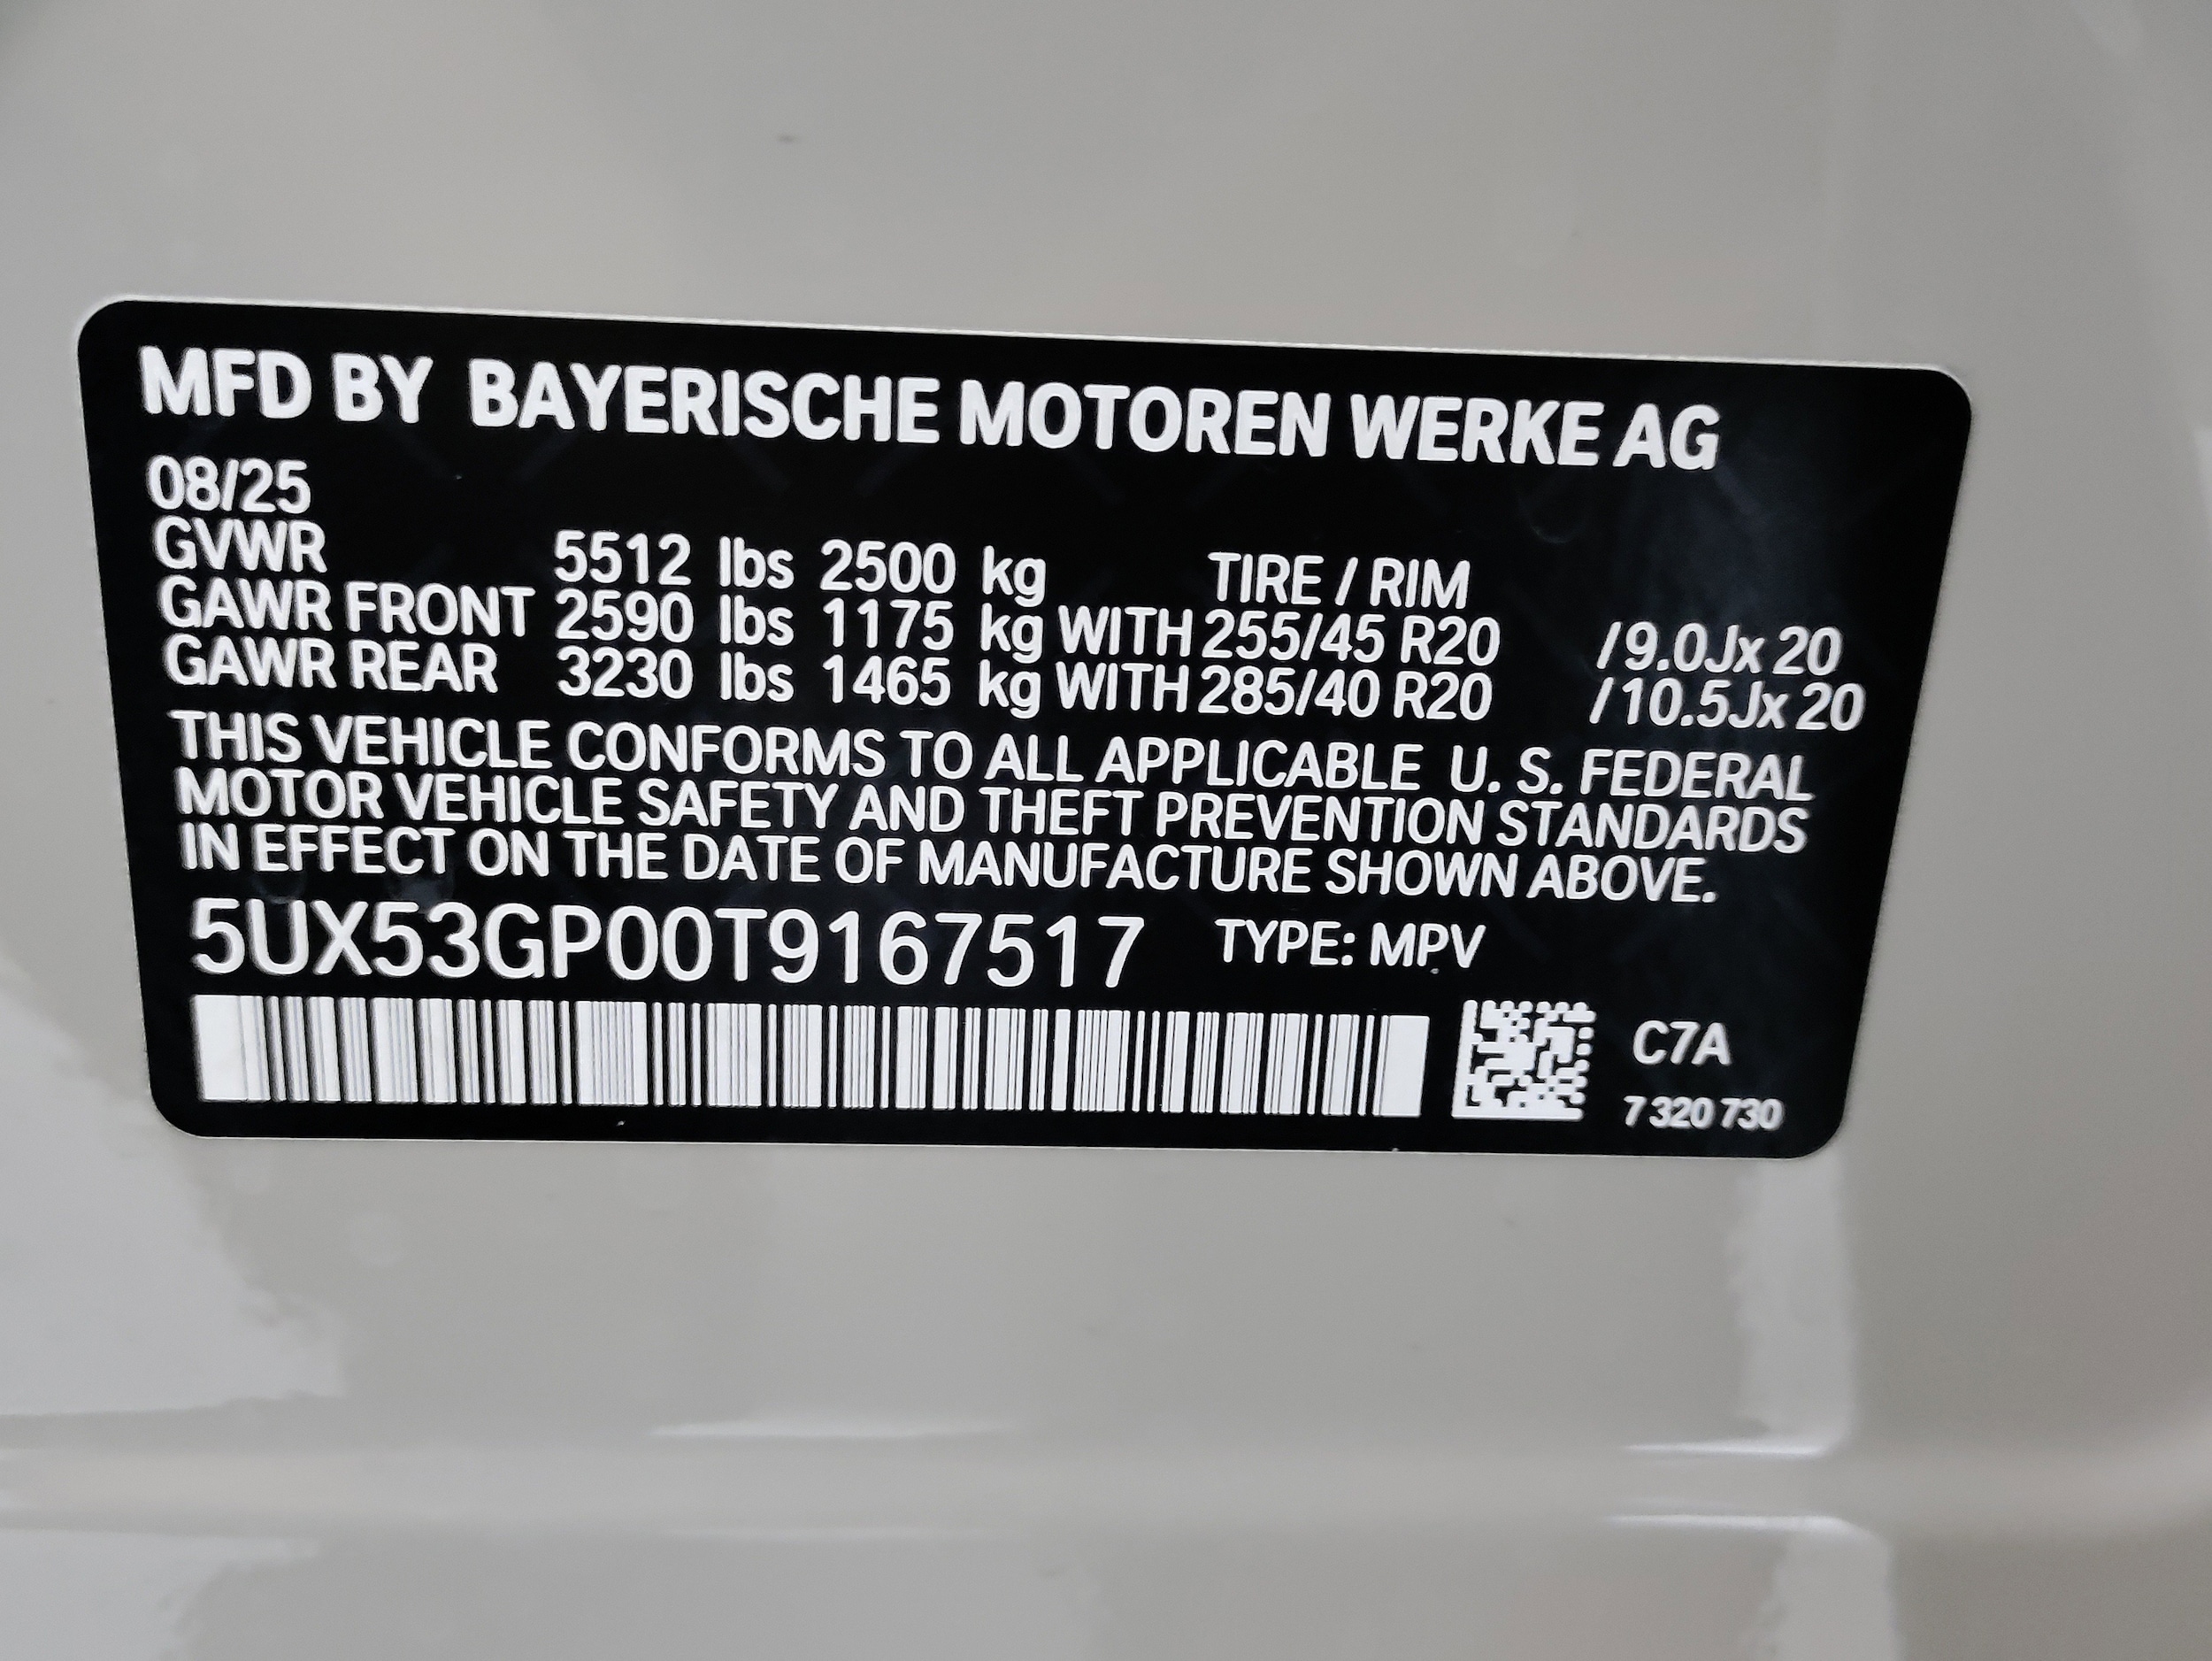 MFD BY BAYERISCHE MOTOREN WERKE AG
08/25
GVWR 5512 lbs 2500 kg TIRE / RIM
GAWR FRONT 2590 lbs 1175 kg WITH 255/45 R20 /9.0Jx 20
GAWR REAR 3230 lbs 1465 kg WITH 285/40 R20 /10.5Jx 20
THIS VEHICLE CONFORMS TO ALL APPLICABLE U. S. FEDERAL
MOTOR VEHICLE SAFETY AND THEFT PREVENTION STANDARDS
IN EFFECT ON THE DATE OF MANUFACTURE SHOWN ABOVE.
5UX53GP00T9167517 TYPE: MPV
C7A
7 320 730